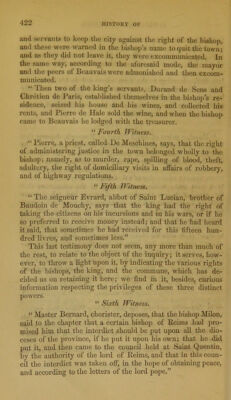 422 HISTORY OF
and servants to keep the city against the right of the bishop,
and these were warned in the bishop's name to quit the town;
and as they did not leave it, they were excommunicated. In
the same way, according to the aforesaid mode, the mayor
and the peers of Beauvais were admonished and then excom-
municated.
"Then two of the king's servants, Durand de Sens and
Chrétien de Paris, established themselves in the bishop's re-
sidence, seized his house and his wines, and collected his
rents, and Pierre de Hale sold the wine, and when the bishop
came to Beauvais he lodged with the treasurer.
"Fourth Witness.
"Pierre, a priest, called De Meschines, says, that the right
of administering justice in the town belonged wholly to the
bishop; namely, as to murder, rape, spilling of blood, theft,
adultery, the right of domiciliary visits in affairs of robbery,
and of highway regulations.
"Fifth Witness.
"The seigneur Evrard, abbot of Saint Lucian, brother of
Baudoin de Mouchy, says that the king had the right of
taking the citizens on his incursions and in his wars, or if he
so preferred to receive money instead; and that he had heard
it said, that sometimes he had received for this fifteen hun-
dred livres, and sometimes less."
This last testimony does not seem, any more than much of
the rest, to relate to the object of the inquiry; it serves, how-
ever, to throw a light upon it, by indicating the various rights
of the bishops, the king, and the commune, which has de-
cided us on retaining it here; we find in it, besides, curious
information respecting the privileges of these three distinct
powers.
"Sixth Witness.
"Master Bernard, chorister, deposes, that the bishop Milon,
said to the chapter that a certain bishop of Reims had pro-
mised him that the interdict should be put upon all the dio-
ceses of the province, if he put it upon his own; that he did
put it, and then came to the council held at Saint Quentin,
by the authority of the lord of Reims, and that in this coun-
cil the interdict was taken off, in the hope of obtaining peace,
and according to the letters of the lord pope."